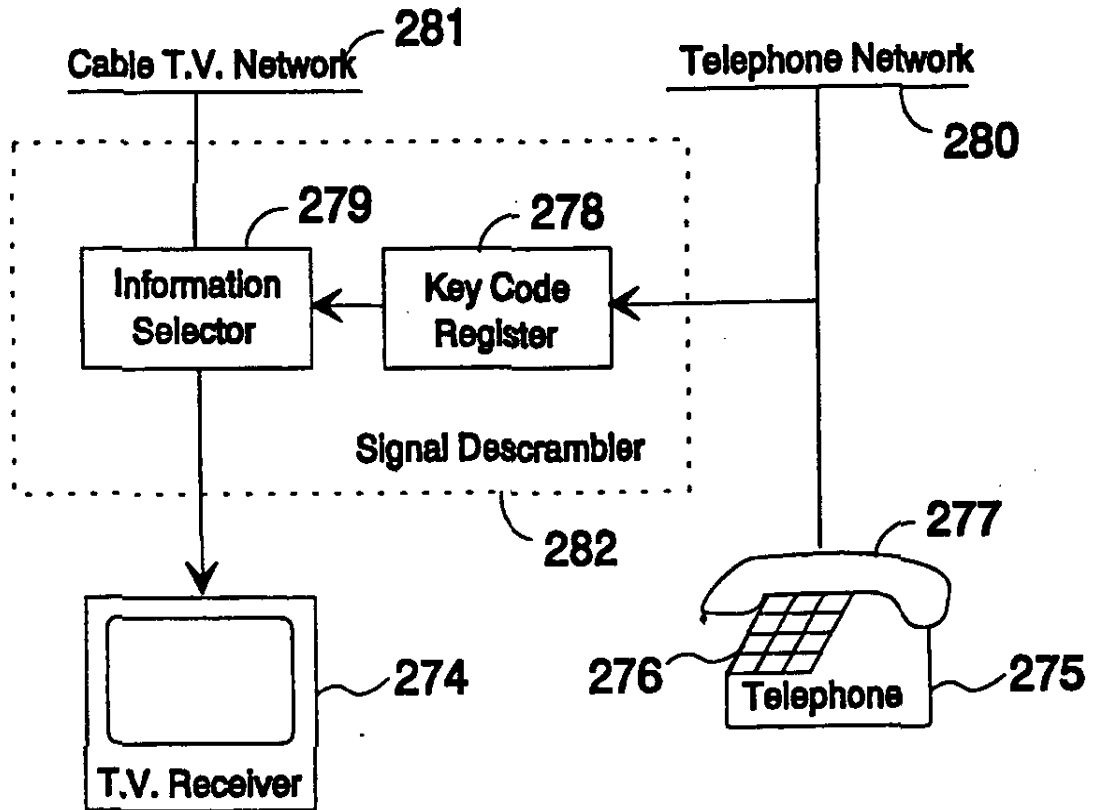 281
Cable T.V. Network
Telephone Network
280
279
278
Information
Selector
Key Code
Register
Signal Descrambler
282
277
274
276
275
Telephone
T.V. Receiver